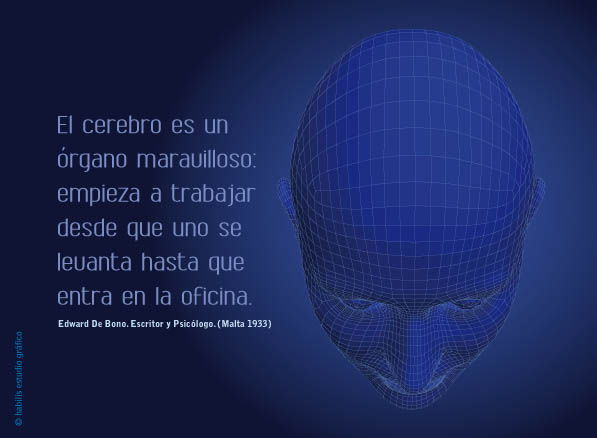 El cerebro es un
órgano maravilloso:
empieza a trabajar
desde que uno se
levanta hasta que
entra en la oficina.
Edward De Bono. Escritor y Psicólogo. (Malta 1933)
© habilis estudio gráfico